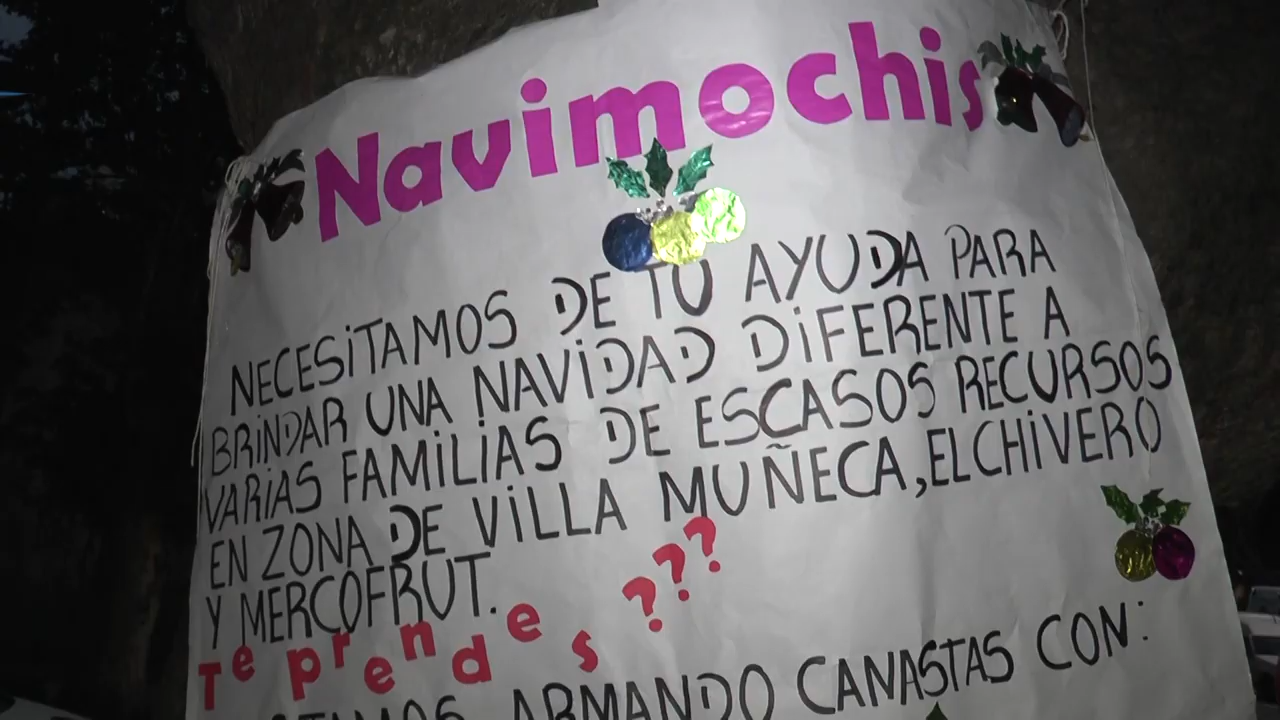 Navimochis
NECESITAMOS DE TU AYUDA PARA
BRINDAR UNA NAVIDAD DIFERENTE A
VARIAS FAMILIAS DE ESCASOS RECURSOS
EN ZONA DE VILLA MUÑECA, EL CHIVERO
Y MERCOFRUT.
Te prendes ???
ARMANDO CANASTAS CON: